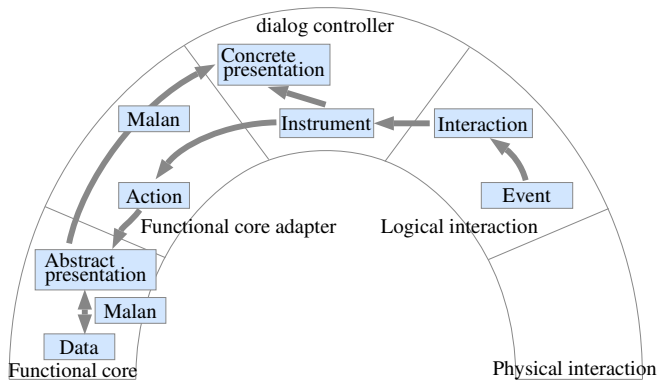 dialog controller
Concrete
presentation
Malan
Instrument
Interaction
Action
Event
Functional core adapter
Logical interaction
Abstract
presentation
Malan
Data
Functional core
Physical interaction